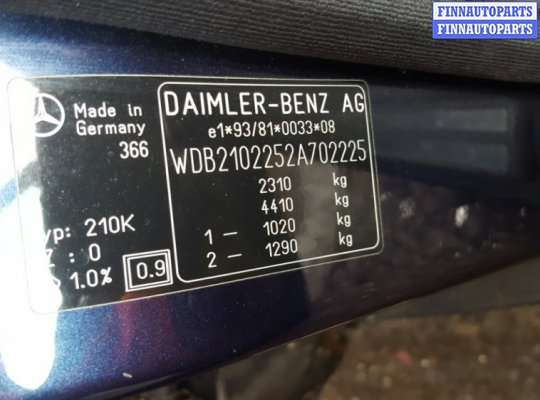 FINNAUTOPARTS
FINNAUTOPARTS
Made in
Germany
366
DAIMLER-BENZ AG
e1*93/81*0033*08
WDB2102252A702225
2310 kg
4410 kg
1 – 1020 kg
2 – 1290 kg
yp: 210K
: 0
1.0% 0.9